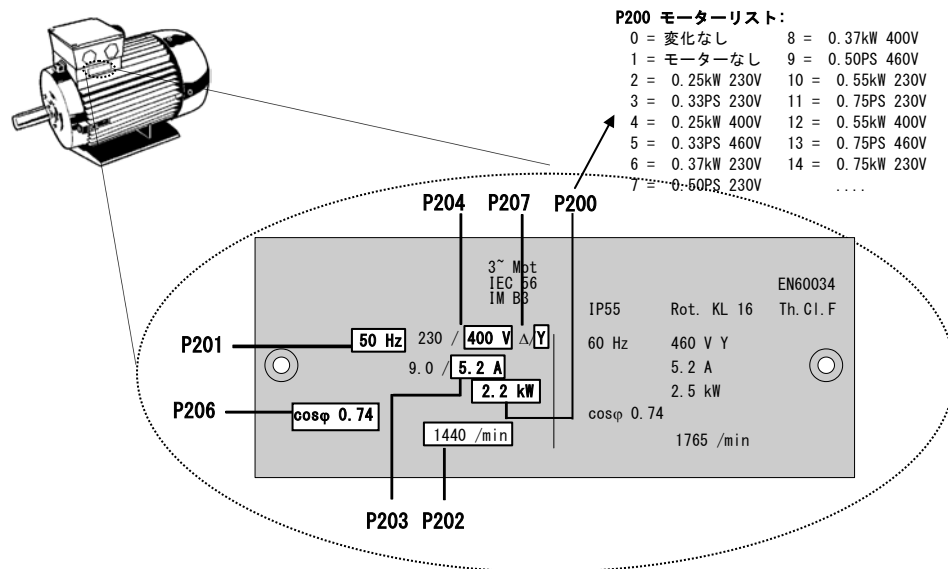 P200 モーターリスト:
0 = 変化なし 8 = 0.37kW 400V
1 = モーターなし 9 = 0.50PS 460V
2 = 0.25kW 230V 10 = 0.55kW 230V
3 = 0.33PS 230V 11 = 0.75PS 230V
4 = 0.25kW 400V 12 = 0.55kW 400V
5 = 0.33PS 460V 13 = 0.75PS 460V
6 = 0.37kW 230V 14 = 0.75kW 230V
7 = 0.50PS 230V ....
P204 P207 P200
3~ Mot
IEC 56
IM B3
EN60034
IP55 Rot. KL 16 Th.Cl.F
P201
50 Hz 230 / 400 V Δ/Y
60 Hz 460 V Y
9.0 / 5.2 A
5.2 A
2.2 kW
2.5 kW
P206
cosφ 0.74
cosφ 0.74
1440 /min
1765 /min
P203 P202